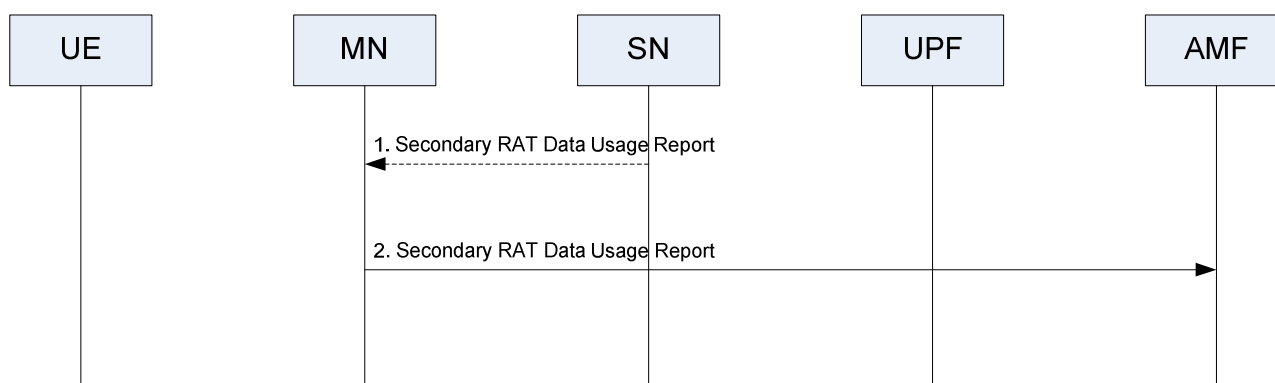 UE
MN
SN
UPF
AMF
1. Secondary RAT Data Usage Report
2. Secondary RAT Data Usage Report